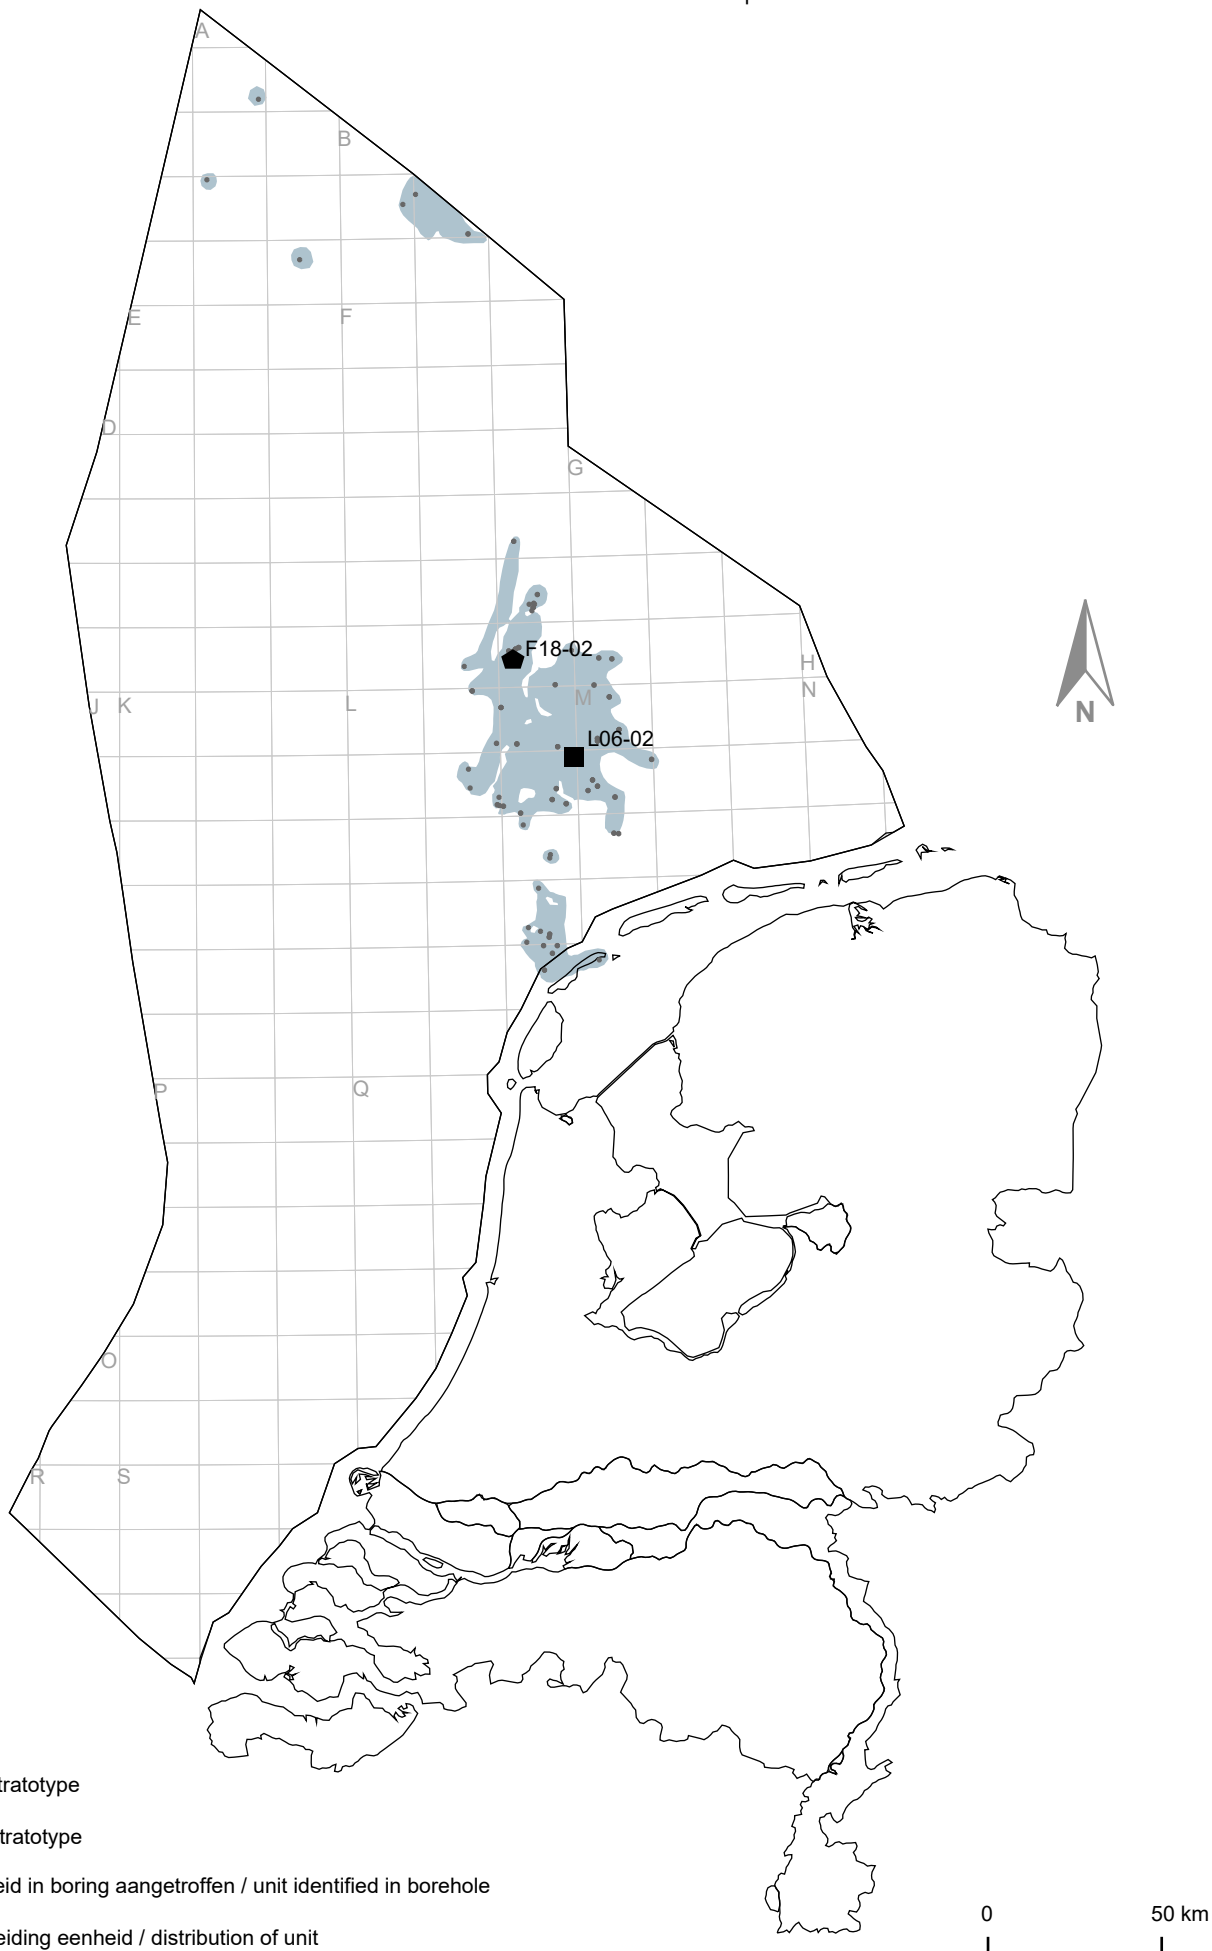 A
B
E
F
D
G
F18-02
H
N
M
J
K
L
L06-02
N
P
Q
O
R
S
tratotype
tratotype
eid in boring aangetroffen / unit identified in borehole
eiding eenheid / distribution of unit
0
50 km